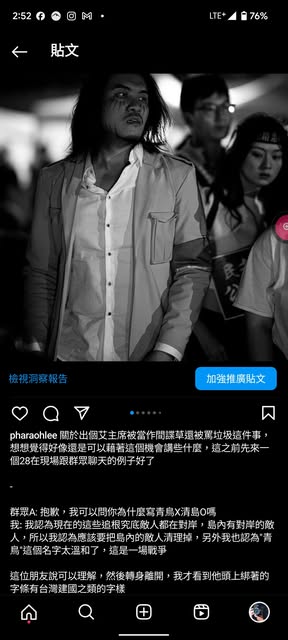 2:52
LTE+
76%
貼文
檢視洞察報告
加強推廣貼文
pharaohlee 關於出個艾主席被當作間諜草還被罵垃圾這件事，
想想覺得好像還是可以藉著這個機會講些什麼，這之前先來一
個28在現場跟群眾聊天的例子好了
-
群眾A: 抱歉，我可以問你為什麼寫青鳥X清島O嗎
我: 我認為現在的這些追根究底敵人都在對岸，島內有對岸的敵
人，所以我認為應該要把島內的敵人清理掉，另外我也認為"青
鳥"這個名字太溫和了，這是一場戰爭
這位朋友說可以理解，然後轉身離開，我才看到他頭上綁著的
字條有台灣建國之類的字樣